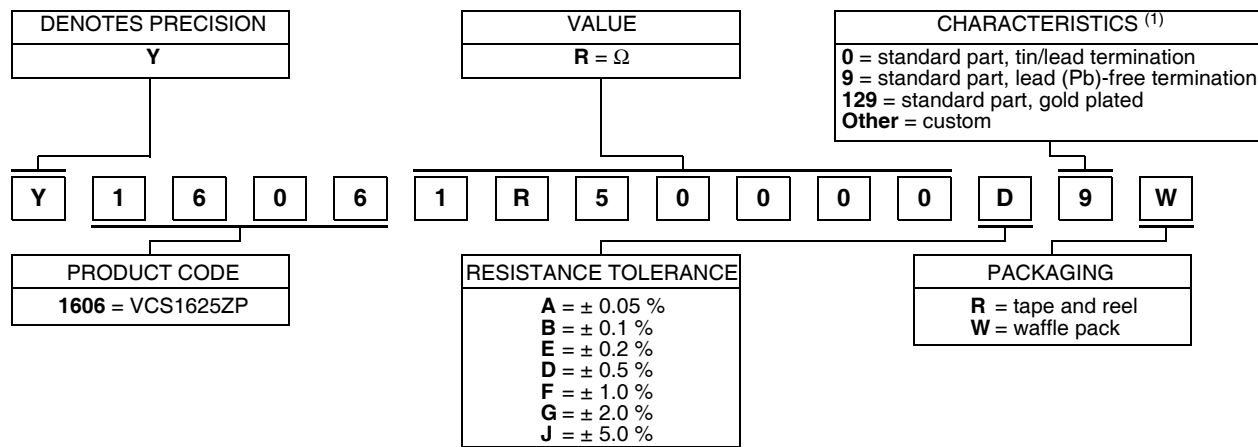 DENOTES PRECISION
Y
VALUE
R = Ω
CHARACTERISTICS (1)
0 = standard part, tin/lead termination
9 = standard part, lead (Pb)-free termination
129 = standard part, gold plated
Other = custom
Y 1 6 0 6 1 R 5 0 0 0 0 D 9 W
PRODUCT CODE
1606 = VCS1625ZP
RESISTANCE TOLERANCE
A = ± 0.05 %
B = ± 0.1 %
E = ± 0.2 %
D = ± 0.5 %
F = ± 1.0 %
G = ± 2.0 %
J = ± 5.0 %
PACKAGING
R = tape and reel
W = waffle pack